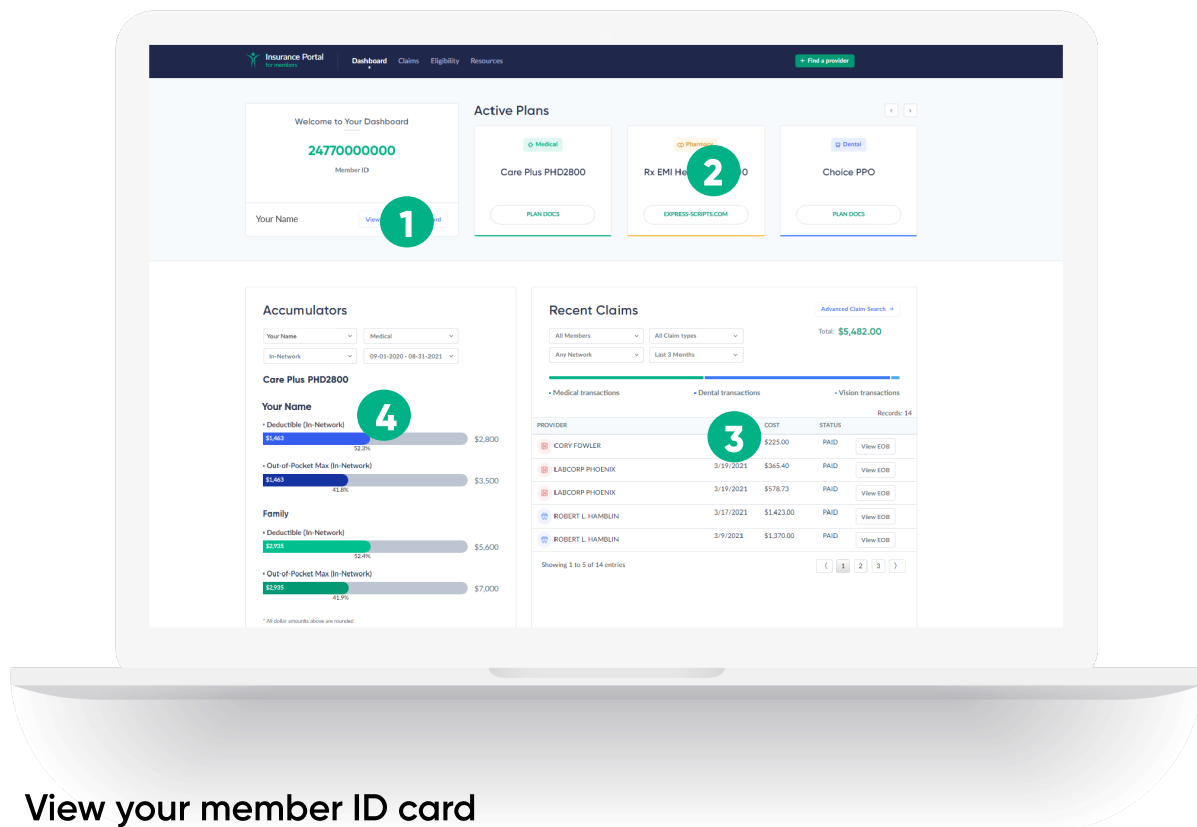 Insurance Portal
for members
Dashboard Claims Eligibility Resources
+ Find a provider
Welcome to Your Dashboard
24770000000
Member ID
Your Name
View
1
Active Plans
‹ ›
Medical
Care Plus PHD2800
PLAN DOCS
Pharmacy
Rx EMI He
2
EXPRESS-SCRIPTS.COM
Dental
Choice PPO
PLAN DOCS
Accumulators
Your Name Medical
In-Network 09-01-2020 - 08-31-2021
Care Plus PHD2800
Your Name
4
• Deductible (In-Network)
$1,463 $2,800
52.3%
• Out-of-Pocket Max (In-Network)
$1,463 $3,500
41.8%
Family
• Deductible (In-Network)
$2,935 $5,600
52.4%
• Out-of-Pocket Max (In-Network)
$2,935 $7,000
41.9%
* All dollar amounts above are rounded
Recent Claims
Advanced Claim Search →
All Members All Claim types
Total: $5,482.00
Any Network Last 3 Months
• Medical transactions • Dental transactions • Vision transactions
Records: 14
PROVIDER COST STATUS
3
CORY FOWLER $225.00 PAID View EOB
LABCORP PHOENIX 3/19/2021 $365.40 PAID View EOB
LABCORP PHOENIX 3/19/2021 $578.73 PAID View EOB
ROBERT L. HAMBLIN 3/17/2021 $1,423.00 PAID View EOB
ROBERT L. HAMBLIN 3/9/2021 $1,370.00 PAID View EOB
Showing 1 to 5 of 14 entries
⟨ 1 2 3 ⟩
View your member ID card